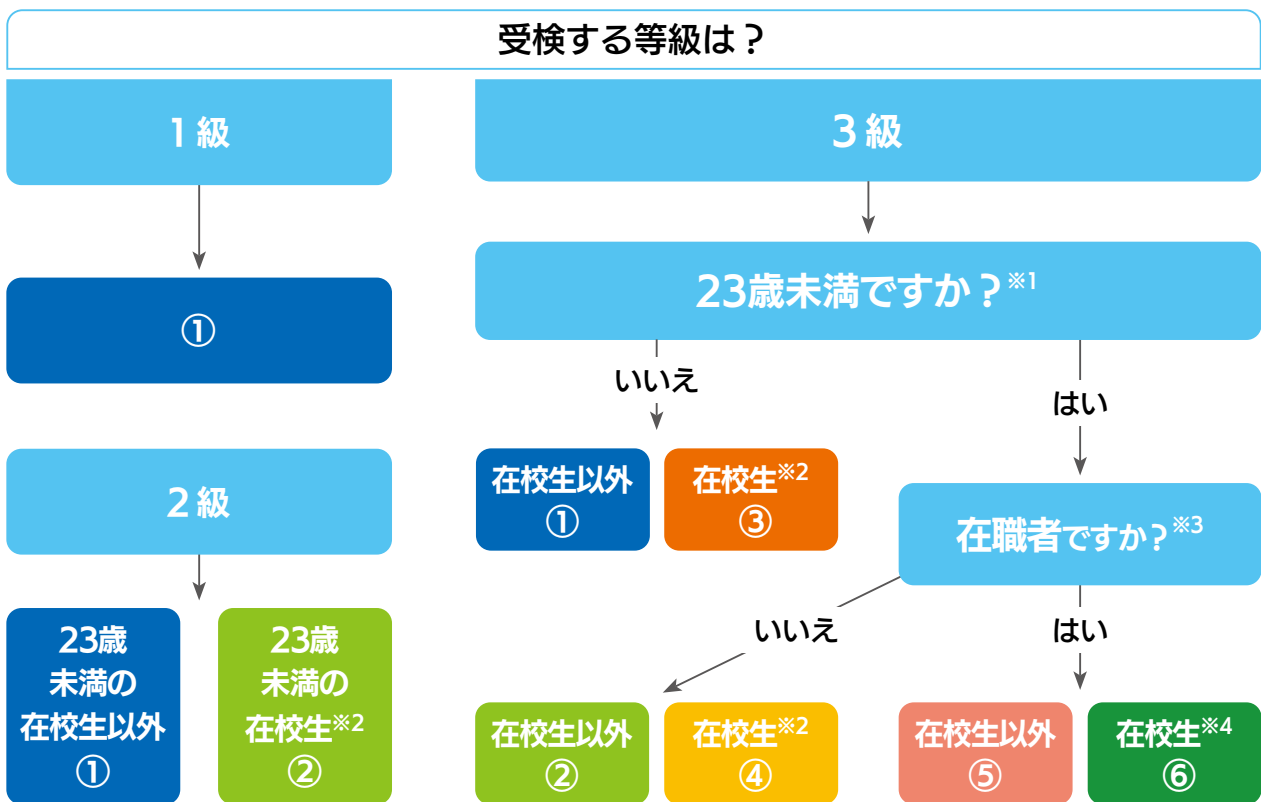 受検する等級は？
1級
①
2級
23歳
未満の
在校生以外
①
23歳
未満の
在校生※2
②
3級
23歳未満ですか？※1
いいえ
はい
在校生以外
①
在校生※2
③
在職者ですか？※3
いいえ
はい
在校生以外
②
在校生※2
④
在校生以外
⑤
在校生※4
⑥